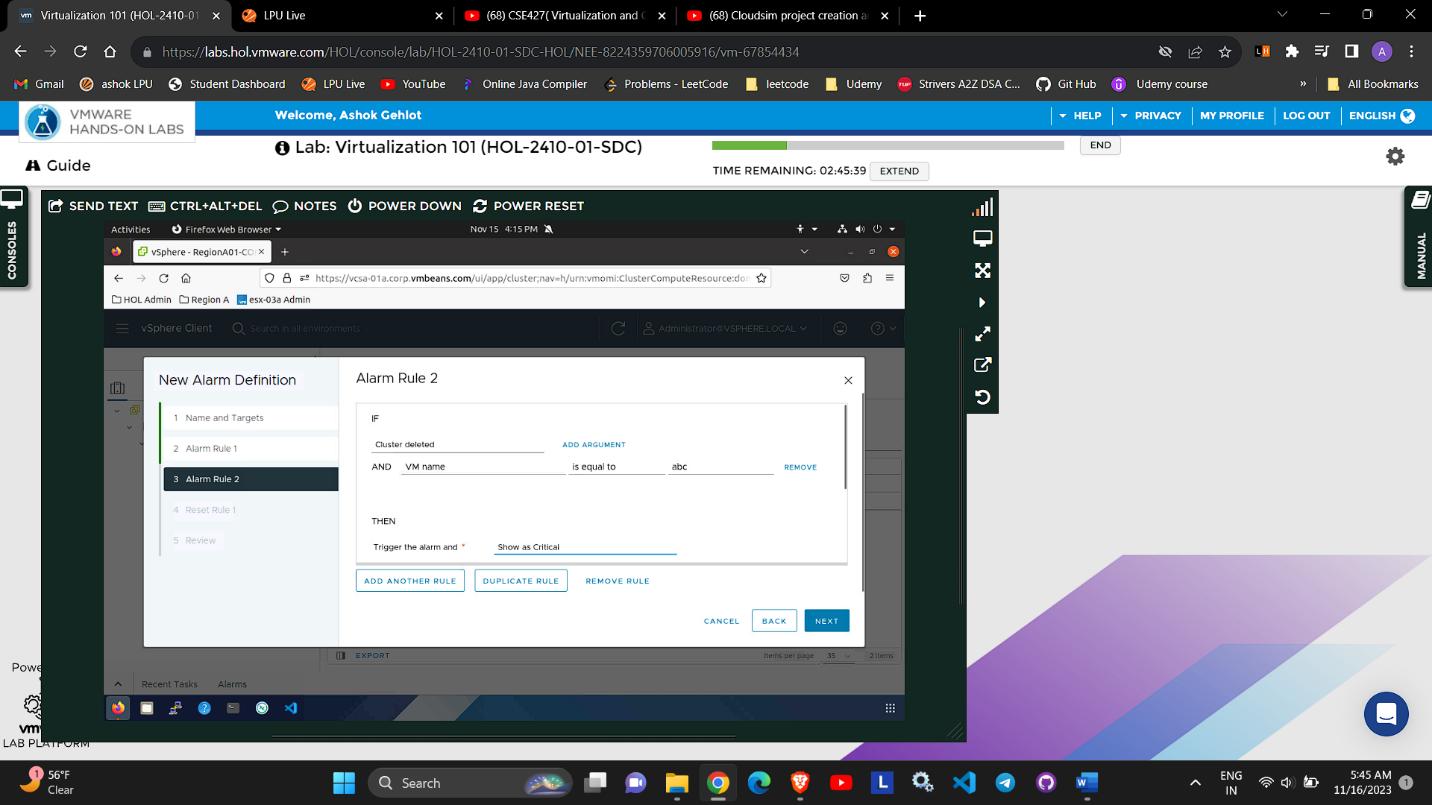 Virtualization 101 (HOL-2410-01
LPU Live
(68) CSE427( Virtualization and C
(68) Cloudsim project creation a
https://labs.hol.vmware.com/HOL/console/lab/HOL-2410-01-SDC-HOL/NEE-8224359706005916/vm-67854434
Gmail ashok LPU Student Dashboard LPU Live YouTube Online Java Compiler Problems - LeetCode leetcode Udemy Strivers A2Z DSA C... Git Hub Udemy course » All Bookmarks
VMWARE
HANDS-ON LABS
Welcome, Ashok Gehlot
HELP PRIVACY MY PROFILE LOG OUT ENGLISH
Guide
Lab: Virtualization 101 (HOL-2410-01-SDC)
END
TIME REMAINING: 02:45:39 EXTEND
CONSOLES
SEND TEXT CTRL+ALT+DEL NOTES POWER DOWN POWER RESET
MANUAL
Activities Firefox Web Browser Nov 15 4:15 PM
vSphere - RegionA01-CO
https://vcsa-01a.corp.vmbeans.com/ui/app/cluster;nav=h/urn:vmomi:ClusterComputeResource:dom
HOL Admin Region A esx-03a Admin
vSphere Client Search in all environments Administrator@VSPHERE.LOCAL
New Alarm Definition
1 Name and Targets
2 Alarm Rule 1
3 Alarm Rule 2
4 Reset Rule 1
5 Review
Alarm Rule 2
IF
Cluster deleted ADD ARGUMENT
AND VM name is equal to abc REMOVE
THEN
Trigger the alarm and * Show as Critical
ADD ANOTHER RULE DUPLICATE RULE REMOVE RULE
CANCEL BACK NEXT
EXPORT Items per page 35 2 items
Recent Tasks Alarms
Powe
vmw
LAB PLATFORM
1
56°F
Clear
Search
ENG
IN
5:45 AM
11/16/2023
1